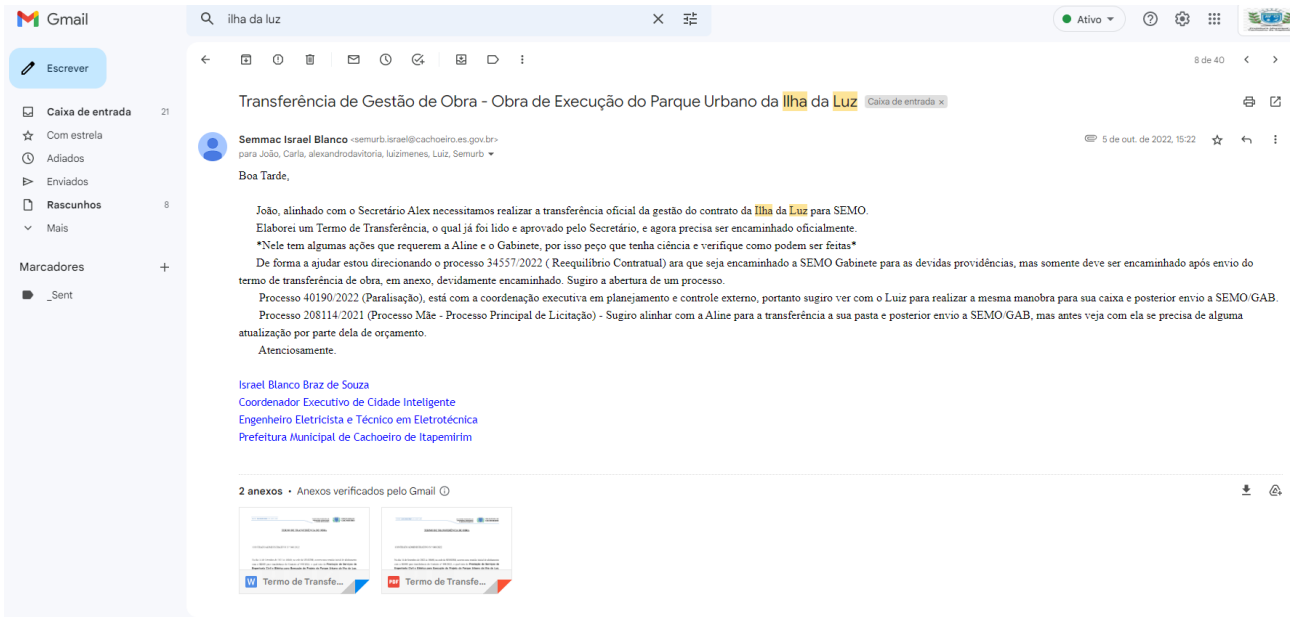 Gmail
ilha da luz
Ativo
Escrever
8 de 40
Caixa de entrada 21
Com estrela
Adiados
Enviados
Rascunhos 8
Mais
Marcadores
_Sent
Transferência de Gestão de Obra - Obra de Execução do Parque Urbano da Ilha da Luz Caixa de entrada x
Semmac Israel Blanco <semurb.israel@cachoeiro.es.gov.br> 5 de out. de 2022, 15:22
para João, Carla, alexandrodavitoria, luizimenes, Luiz, Semurb
Boa Tarde,
João, alinhado com o Secretário Alex necessitamos realizar a transferência oficial da gestão do contrato da Ilha da Luz para SEMO.
Elaborei um Termo de Transferência, o qual já foi lido e aprovado pelo Secretário, e agora precisa ser encaminhado oficialmente.
*Nele tem algumas ações que requerem a Aline e o Gabinete, por isso peço que tenha ciência e verifique como podem ser feitas*
De forma a ajudar estou direcionando o processo 34557/2022 ( Reequilíbrio Contratual) ara que seja encaminhado a SEMO Gabinete para as devidas providências, mas somente deve ser encaminhado após envio do
termo de transferência de obra, em anexo, devidamente encaminhado. Sugiro a abertura de um processo.
Processo 40190/2022 (Paralisação), está com a coordenação executiva em planejamento e controle externo, portanto sugiro ver com o Luiz para realizar a mesma manobra para sua caixa e posterior envio a SEMO/GAB.
Processo 208114/2021 (Processo Mãe - Processo Principal de Licitação) - Sugiro alinhar com a Aline para a transferência a sua pasta e posterior envio a SEMO/GAB, mas antes veja com ela se precisa de alguma
atualização por parte dela de orçamento.
Atenciosamente.
Israel Blanco Braz de Souza
Coordenador Executivo de Cidade Inteligente
Engenheiro Eletricista e Técnico em Eletrotécnica
Prefeitura Municipal de Cachoeiro de Itapemirim
2 anexos • Anexos verificados pelo Gmail
W Termo de Transfe...
PDF Termo de Transfe...